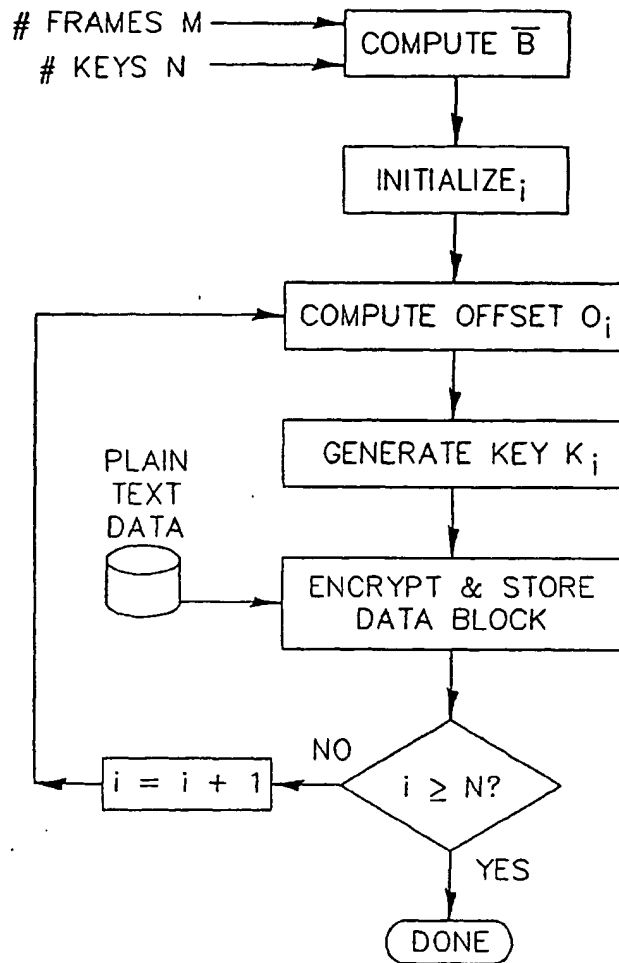 # FRAMES M
# KEYS N
COMPUTE B̅
INITIALIZEᵢ
COMPUTE OFFSET Oᵢ
GENERATE KEY Kᵢ
PLAIN
TEXT
DATA
ENCRYPT & STORE
DATA BLOCK
NO
i = i + 1
i ≥ N?
YES
DONE